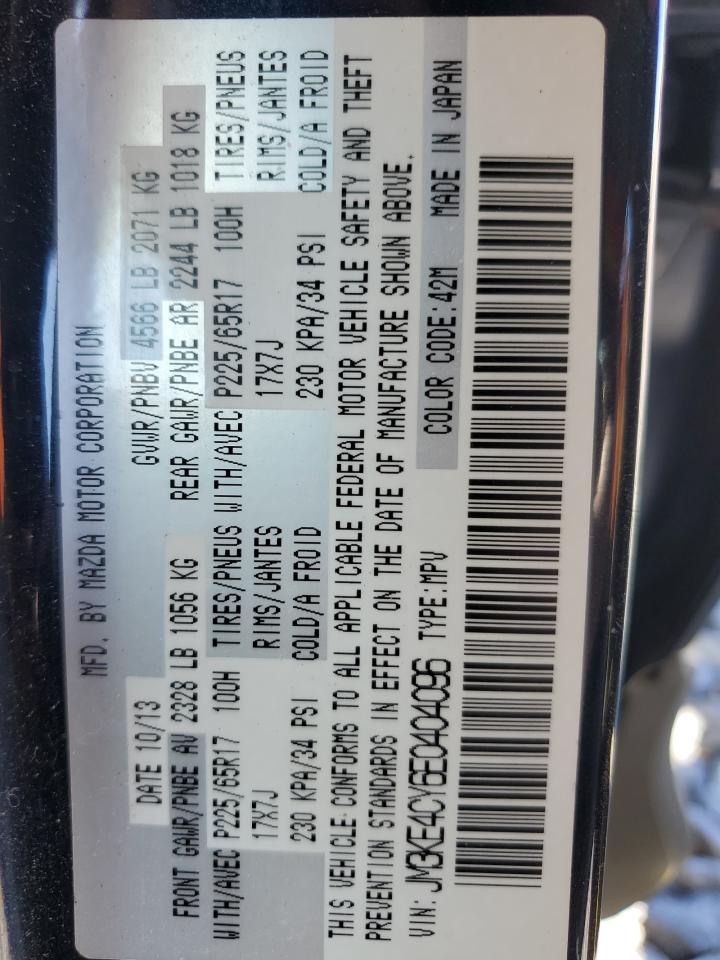 MFD. BY MAZDA MOTOR CORPORATION
DATE 10/13 GVWR/PNBV 4566 LB 2071 KG
FRONT GAWR/PNBE AV 2328 LB 1056 KG REAR GAWR/PNBE AR 2244 LB 1018 KG
WITH/AVEC P225/65R17 100H TIRES/PNEUS WITH/AVEC P225/65R17 100H TIRES/PNEUS
17X7J RIMS/JANTES 17X7J RIMS/JANTES
230 KPA/34 PSI COLD/A FROID 230 KPA/34 PSI COLD/A FROID
THIS VEHICLE CONFORMS TO ALL APPLICABLE FEDERAL MOTOR VEHICLE SAFETY AND THEFT
PREVENTION STANDARDS IN EFFECT ON THE DATE OF MANUFACTURE SHOWN ABOVE.
VIN: JM3KE4CY6E0404096 TYPE:MPV COLOR CODE:42M MADE IN JAPAN